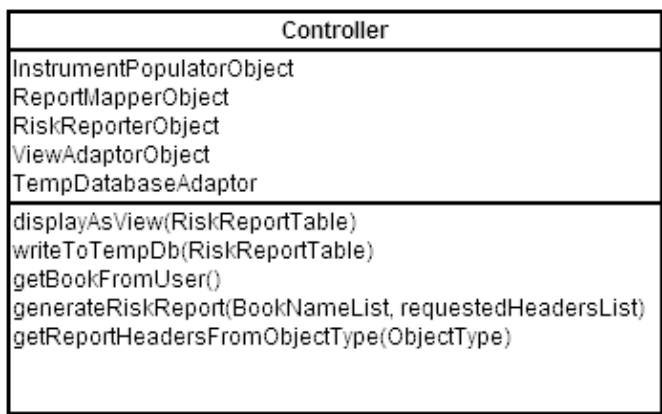 Controller
InstrumentPopulatorObject
ReportMapperObject
RiskReporterObject
ViewAdaptorObject
TempDatabaseAdaptor
displayAsView(RiskReportTable)
writeToTempDb(RiskReportTable)
getBookFromUser()
generateRiskReport(BookNameList, requestedHeadersList)
getReportHeadersFromObjectType(ObjectType)